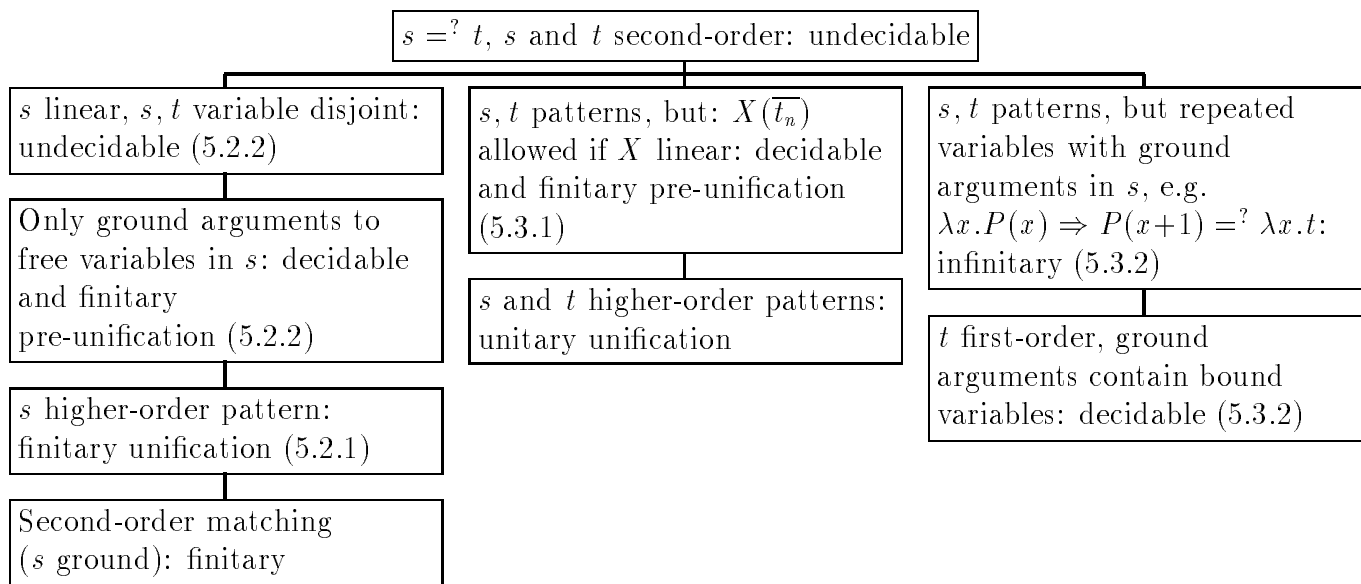 s =? t, s and t second-order: undecidable
s linear, s, t variable disjoint:
undecidable (5.2.2)
Only ground arguments to
free variables in s: decidable
and finitary
pre-unification (5.2.2)
s higher-order pattern:
finitary unification (5.2.1)
Second-order matching
(s ground): finitary
s, t patterns, but: X(t̅n̅)
allowed if X linear: decidable
and finitary pre-unification
(5.3.1)
s and t higher-order patterns:
unitary unification
s, t patterns, but repeated
variables with ground
arguments in s, e.g.
λx.P(x) ⇒ P(x+1) =? λx.t:
infinitary (5.3.2)
t first-order, ground
arguments contain bound
variables: decidable (5.3.2)